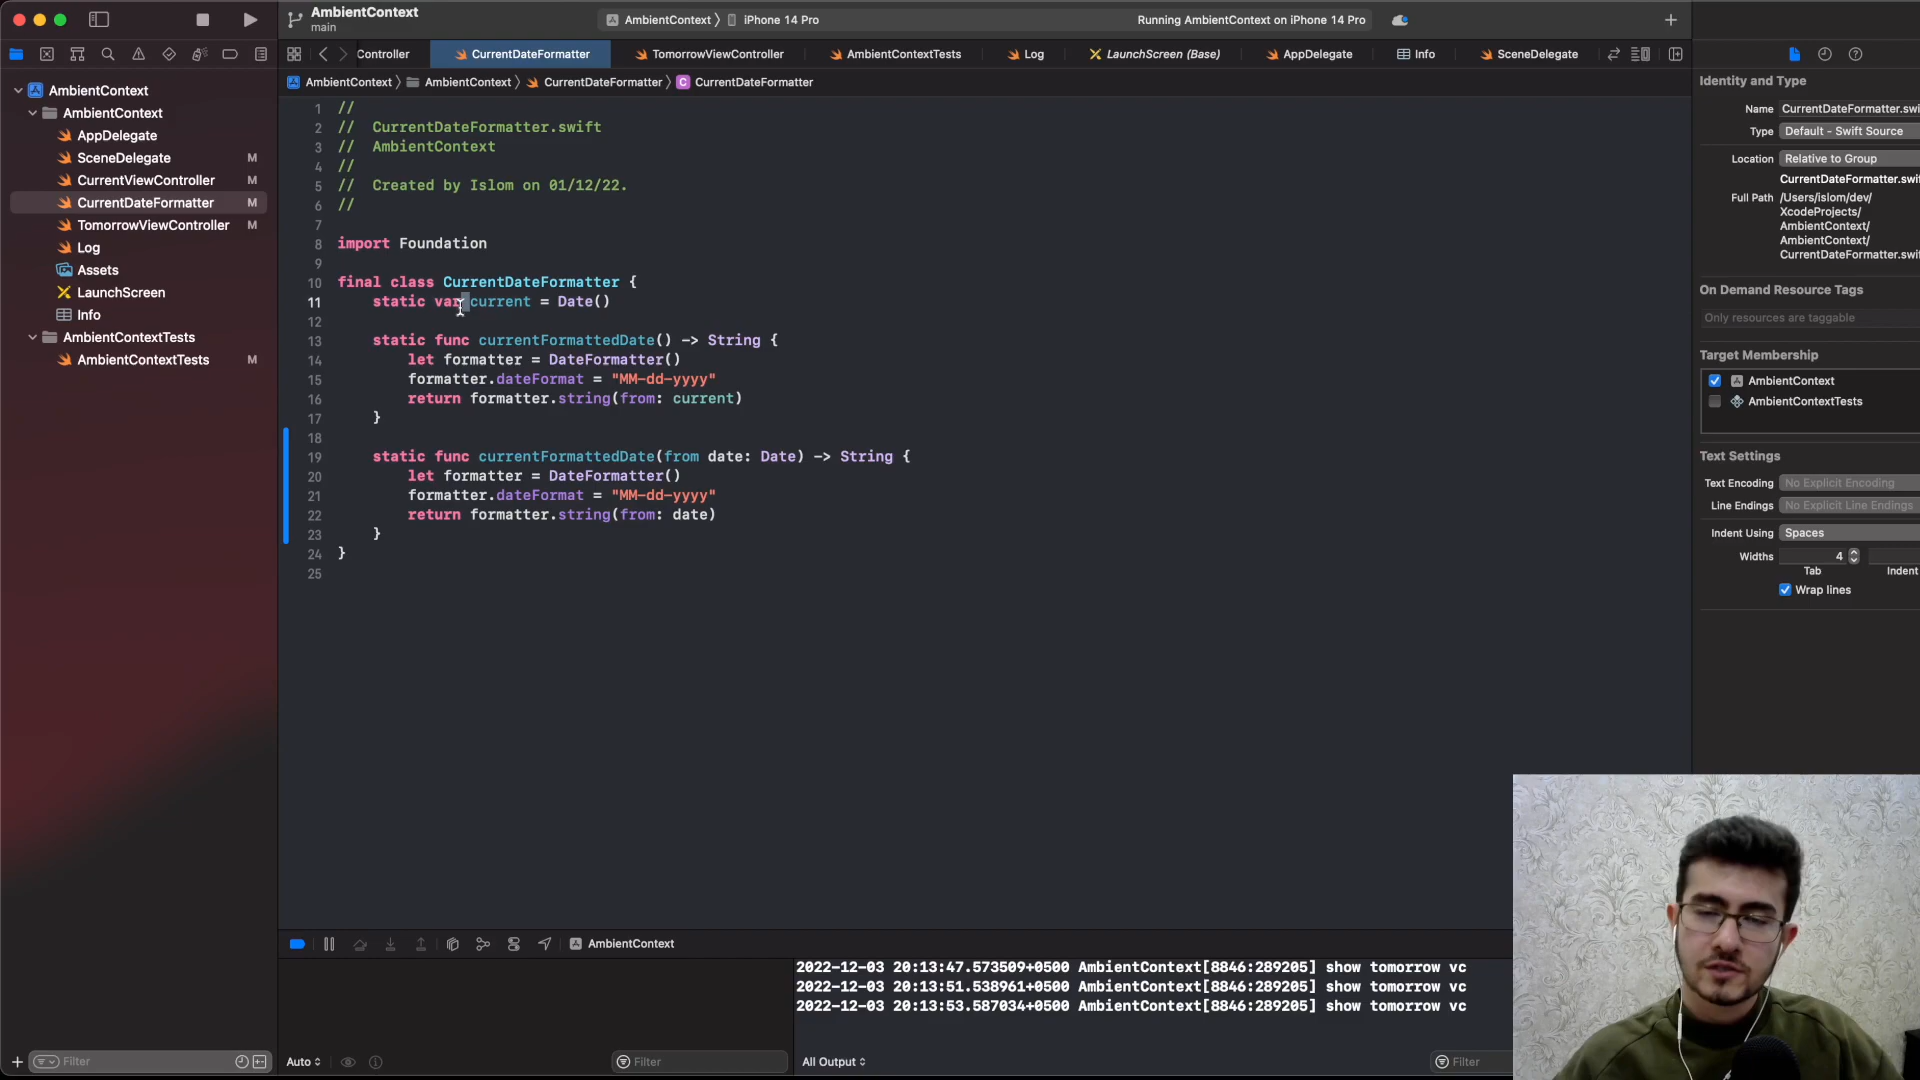 AmbientContext
main
AmbientContext
iPhone 14 Pro
Running AmbientContext on iPhone 14 Pro
Controller
CurrentDateFormatter
TomorrowViewController
AmbientContextTests
Log
LaunchScreen (Base)
AppDelegate
Info
SceneDelegate
AmbientContext
AmbientContext
CurrentDateFormatter
C CurrentDateFormatter
AmbientContext
AmbientContext
AppDelegate
SceneDelegate M
CurrentViewController M
CurrentDateFormatter M
TomorrowViewController M
Log
Assets
LaunchScreen
Info
AmbientContextTests
AmbientContextTests M
Filter
1 //
2 // CurrentDateFormatter.swift
3 // AmbientContext
4 //
5 // Created by Islom on 01/12/22.
6 //
7
8 import Foundation
9
10 final class CurrentDateFormatter {
11 static var current = Date()
12
13 static func currentFormattedDate() -> String {
14 let formatter = DateFormatter()
15 formatter.dateFormat = "MM-dd-yyyy"
16 return formatter.string(from: current)
17 }
18
19 static func currentFormattedDate(from date: Date) -> String {
20 let formatter = DateFormatter()
21 formatter.dateFormat = "MM-dd-yyyy"
22 return formatter.string(from: date)
23 }
24 }
25
AmbientContext
2022-12-03 20:13:47.573509+0500 AmbientContext[8846:289205] show tomorrow vc
2022-12-03 20:13:51.538961+0500 AmbientContext[8846:289205] show tomorrow vc
2022-12-03 20:13:53.587034+0500 AmbientContext[8846:289205] show tomorrow vc
Auto
Filter
All Output
Filter
Identity and Type
Name CurrentDateFormatter.swi
Type Default - Swift Source
Location Relative to Group
CurrentDateFormatter.swif
Full Path /Users/islom/dev/
XcodeProjects/
AmbientContext/
AmbientContext/
CurrentDateFormatter.swif
On Demand Resource Tags
Only resources are taggable
Target Membership
AmbientContext
AmbientContextTests
Text Settings
Text Encoding No Explicit Encoding
Line Endings No Explicit Line Endings
Indent Using Spaces
Widths 4
Tab Indent
Wrap lines